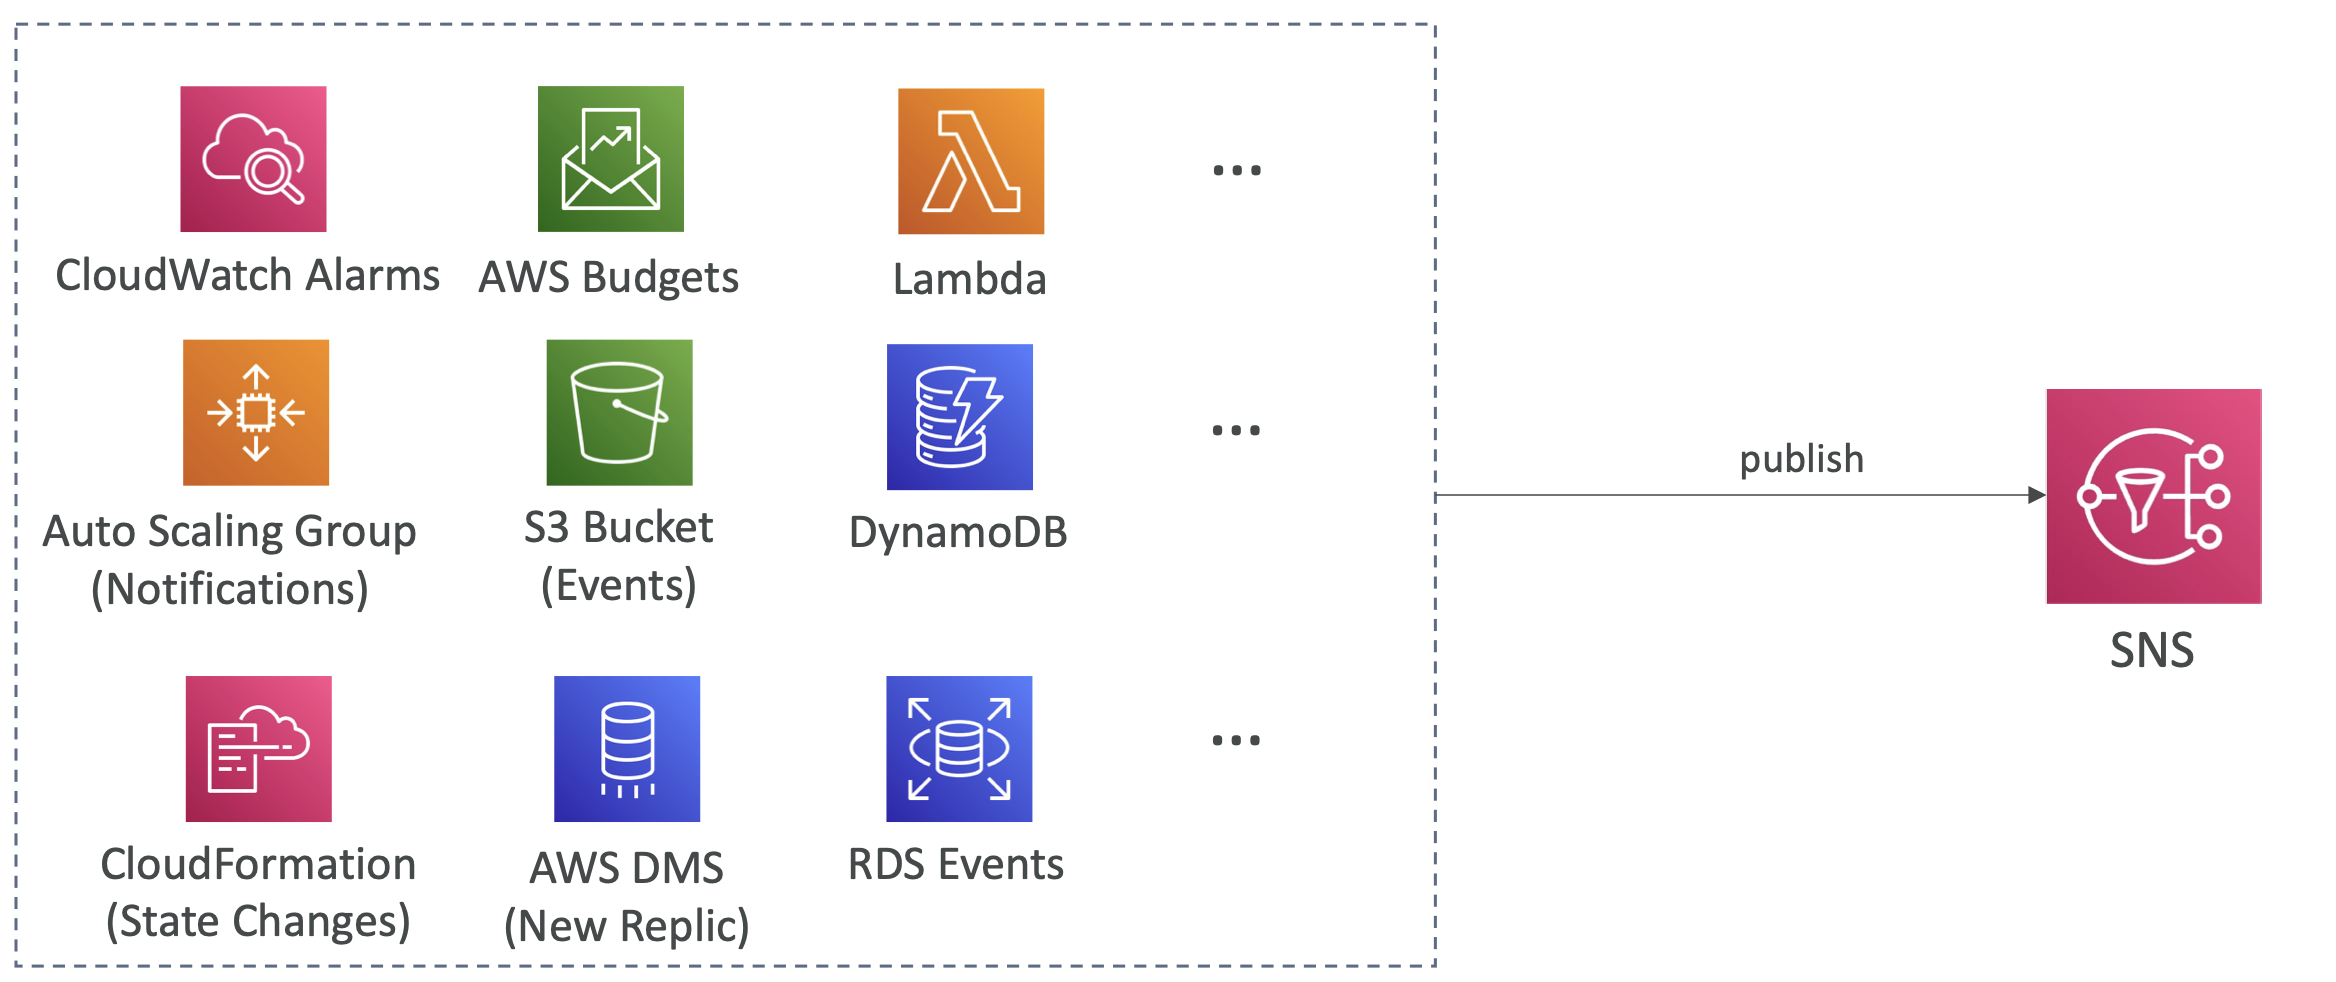 CloudWatch Alarms
AWS Budgets
Lambda
...
Auto Scaling Group
(Notifications)
S3 Bucket
(Events)
DynamoDB
...
publish
SNS
CloudFormation
(State Changes)
AWS DMS
(New Replic)
RDS Events
...